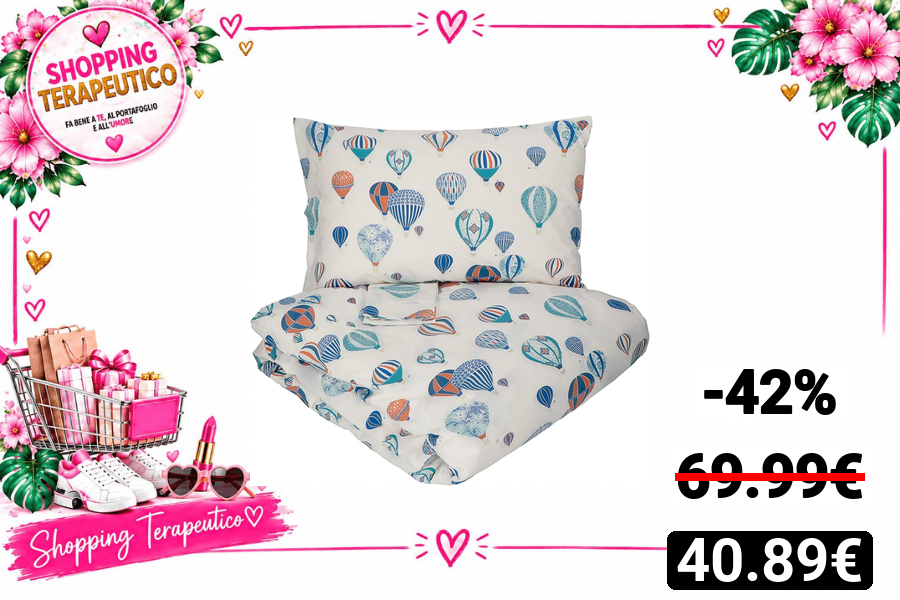 SHOPPING
TERAPEUTICO
FA BENE A TE, AL PORTAFOGLIO
E ALL'UMORE
-42%
69.99€
40.89€
Shopping Terapeutico